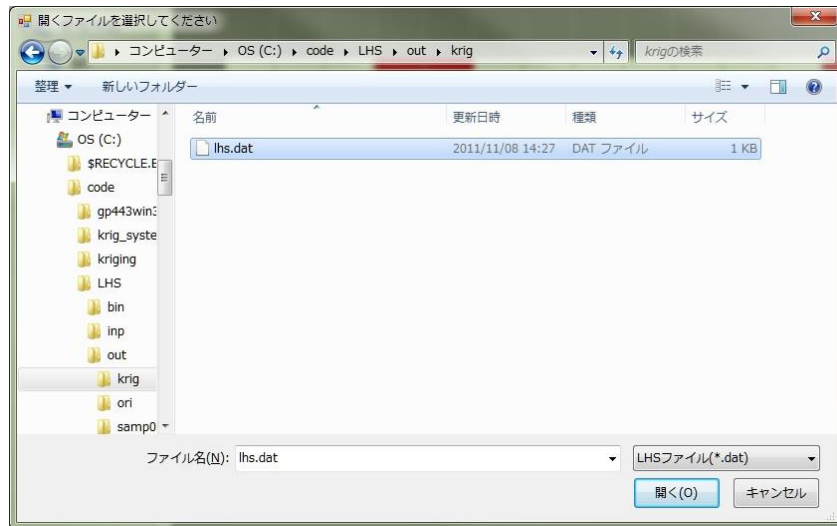 開くファイルを選択してください
コンピューター ▸ OS (C:) ▸ code ▸ LHS ▸ out ▸ krig
krigの検索
整理 ▼ 新しいフォルダー
名前 更新日時 種類 サイズ
lhs.dat 2011/11/08 14:27 DAT ファイル 1 KB
コンピューター
OS (C:)
$RECYCLE.E
code
gp443win3
krig_syste
kriging
LHS
bin
inp
out
krig
ori
samp0
ファイル名(N): lhs.dat
LHSファイル(*.dat)
開く(O) キャンセル